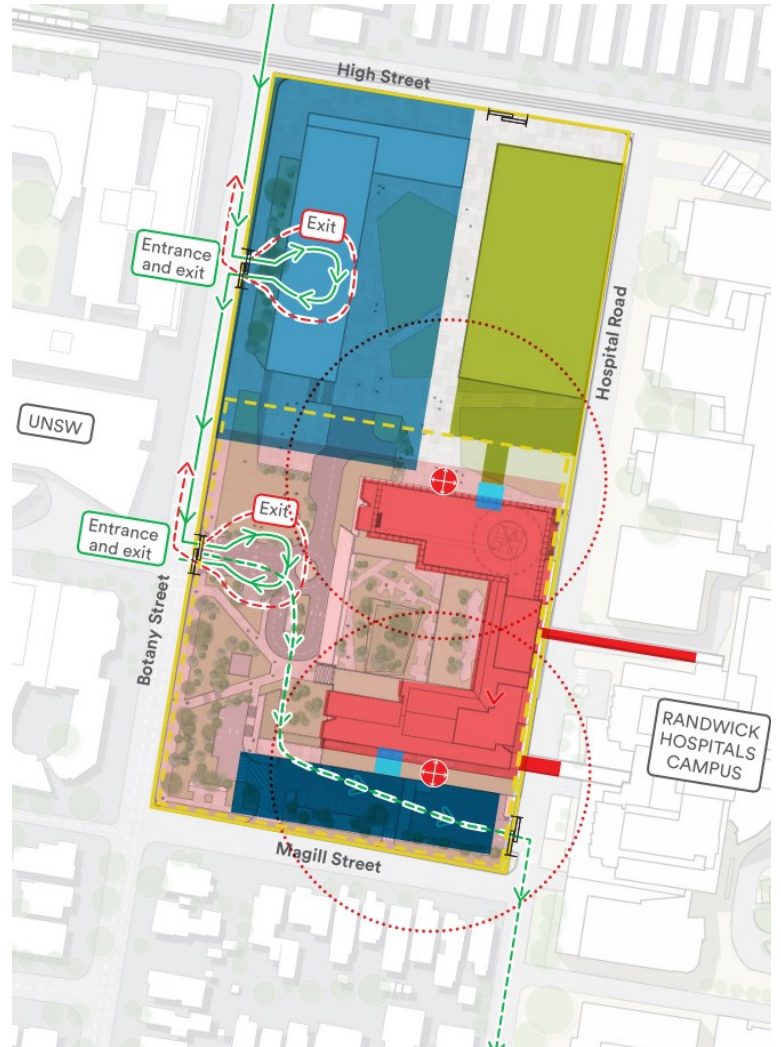 High Street
Exit
Entrance
and exit
Hospital Road
UNSW
Exit
Entrance
and exit
Botany Street
RANDWICK
HOSPITALS
CAMPUS
Magill Street